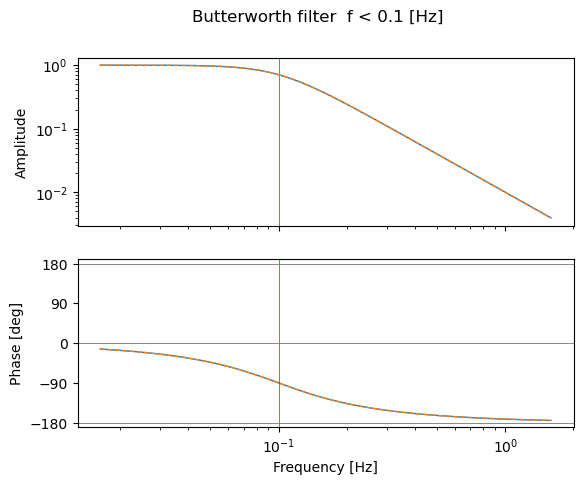 Butterworth filter  f < 0.1 [Hz]
10⁰
10⁻¹
10⁻²
Amplitude
180
90
0
−90
−180
Phase [deg]
10⁻¹
10⁰
Frequency [Hz]